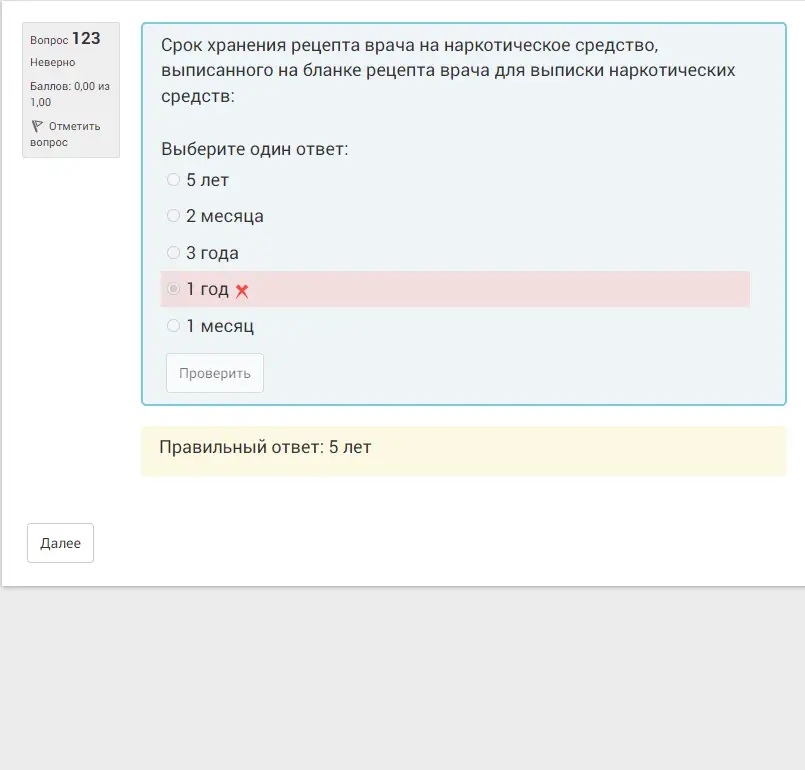 Вопрос 123
Неверно
Баллов: 0,00 из
1,00
Отметить
вопрос
Срок хранения рецепта врача на наркотическое средство,
выписанного на бланке рецепта врача для выписки наркотических
средств:
Выберите один ответ:
5 лет
2 месяца
3 года
1 год
1 месяц
Проверить
Правильный ответ: 5 лет
Далее